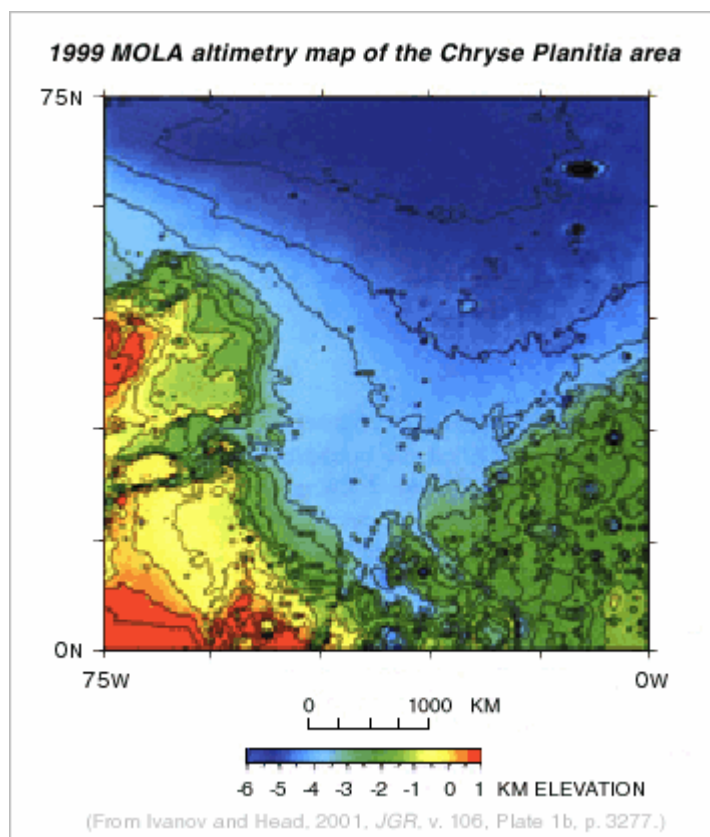 1999 MOLA altimetry map of the Chryse Planitia area
75N
0N
75W 0W
0 1000 KM
-6 -5 -4 -3 -2 -1 0 1 KM ELEVATION
(From Ivanov and Head, 2001, JGR, v. 106, Plate 1b, p. 3277.)